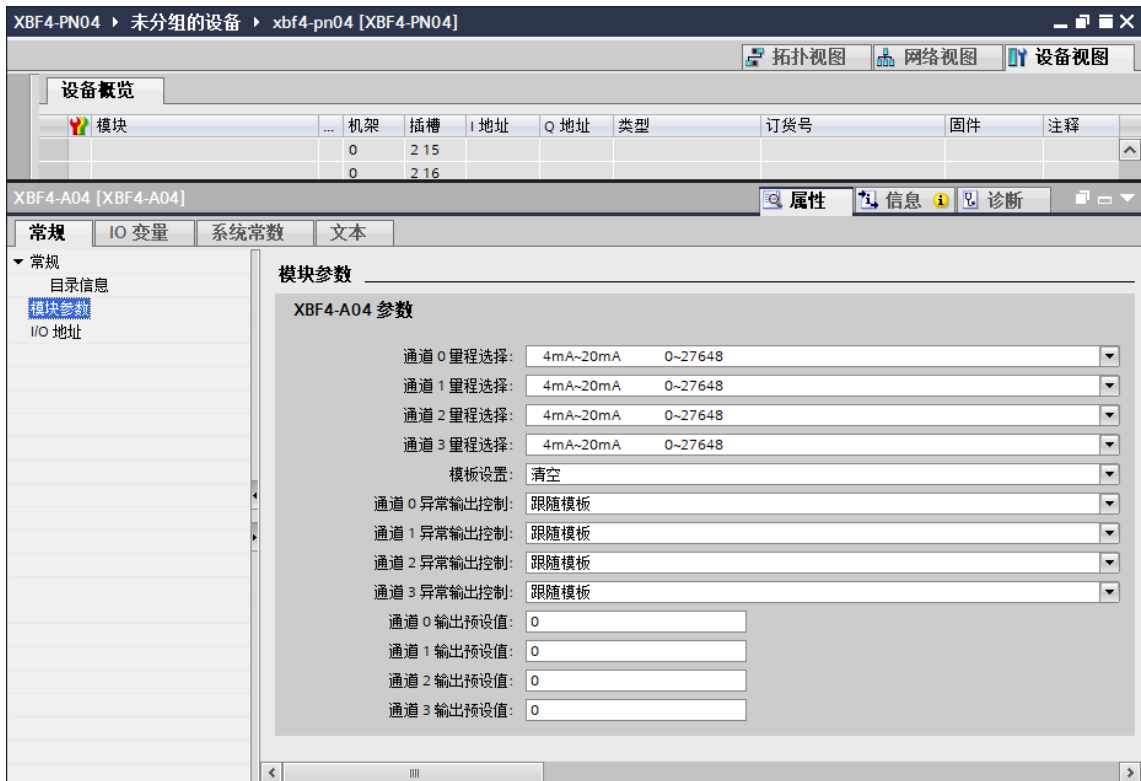 XBF4-PN04 ▸ 未分组的设备 ▸ xbf4-pn04 [XBF4-PN04]
拓扑视图 网络视图 设备视图
设备概览
模块 ... 机架 插槽 I 地址 Q 地址 类型 订货号 固件 注释
0 2 15
0 2 16
XBF4-A04 [XBF4-A04] 属性 信息 诊断
常规 IO 变量 系统常数 文本
常规
目录信息
模块参数
I/O 地址
模块参数
XBF4-A04 参数
通道 0 量程选择: 4mA~20mA 0~27648
通道 1 量程选择: 4mA~20mA 0~27648
通道 2 量程选择: 4mA~20mA 0~27648
通道 3 量程选择: 4mA~20mA 0~27648
模板设置: 清空
通道 0 异常输出控制: 跟随模板
通道 1 异常输出控制: 跟随模板
通道 2 异常输出控制: 跟随模板
通道 3 异常输出控制: 跟随模板
通道 0 输出预设值: 0
通道 1 输出预设值: 0
通道 2 输出预设值: 0
通道 3 输出预设值: 0